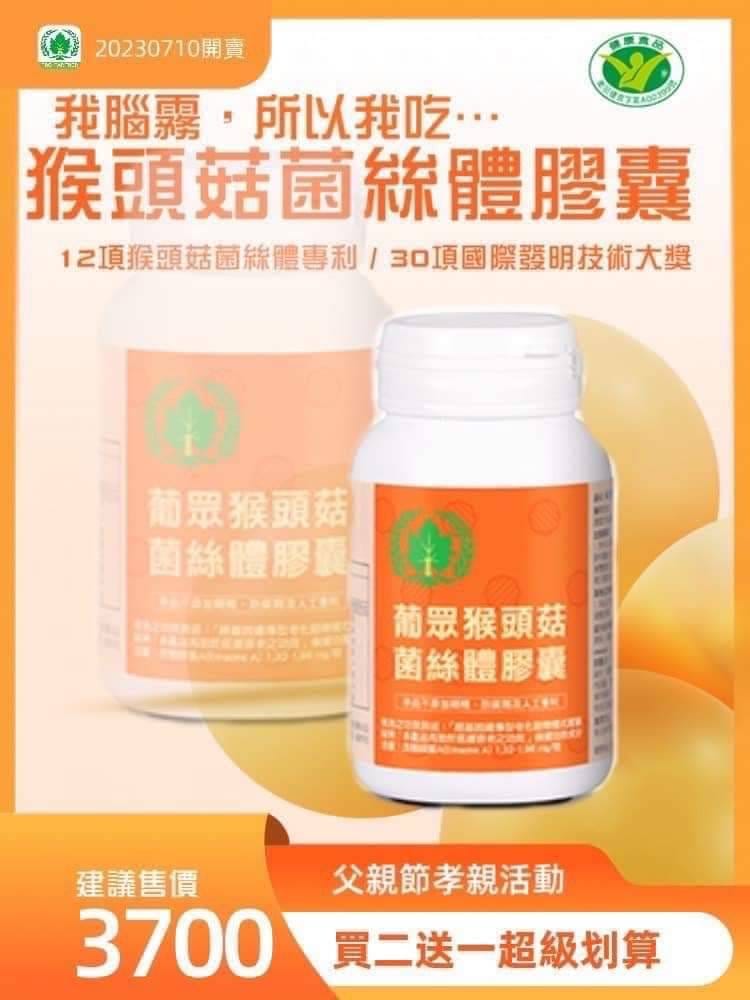 20230710開賣
健康食品
我腦霧，所以我吃…
猴頭菇菌絲體膠囊
12項猴頭菇菌絲體專利 / 30項國際發明技術大獎
葡眾猴頭菇
菌絲體膠囊
葡眾猴頭菇
菌絲體膠囊
建議售價
3700
父親節孝親活動
買二送一超級划算